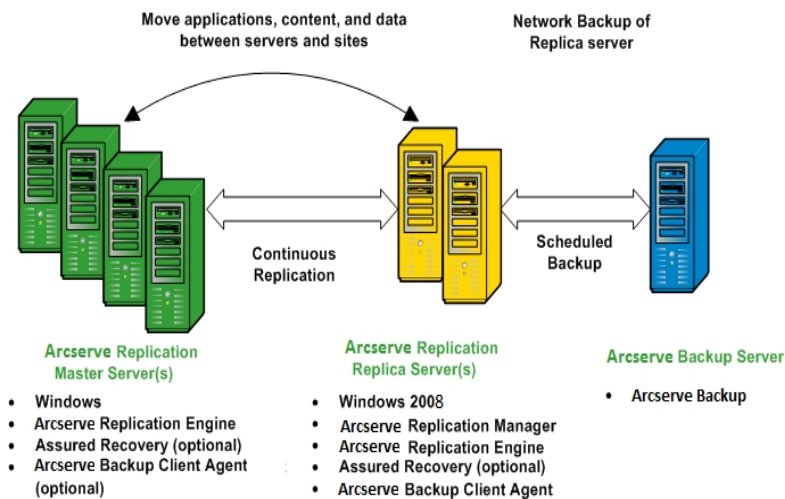 Move applications, content, and data
between servers and sites
Network Backup of
Replica server
Continuous
Replication
Scheduled
Backup
Arcserve Replication
Master Server(s)
• Windows
• Arcserve Replication Engine
• Assured Recovery (optional)
• Arcserve Backup Client Agent
(optional)
Arcserve Replication
Replica Server(s)
• Windows 2008
• Arcserve Replication Manager
• Arcserve Replication Engine
• Assured Recovery (optional)
• Arcserve Backup Client Agent
Arcserve Backup Server
• Arcserve Backup